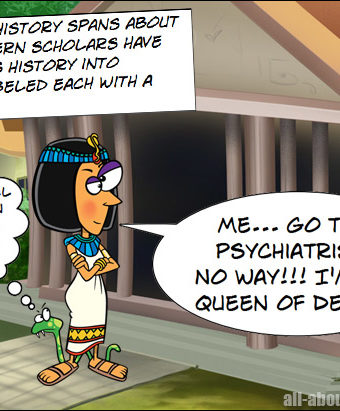 HISTORY SPANS ABOUT
ERN SCHOLARS HAVE
HISTORY INTO
BELED EACH WITH A
ME... GO T
PSYCHIATRIS
NO WAY!!! I'
QUEEN OF DE
all-abou